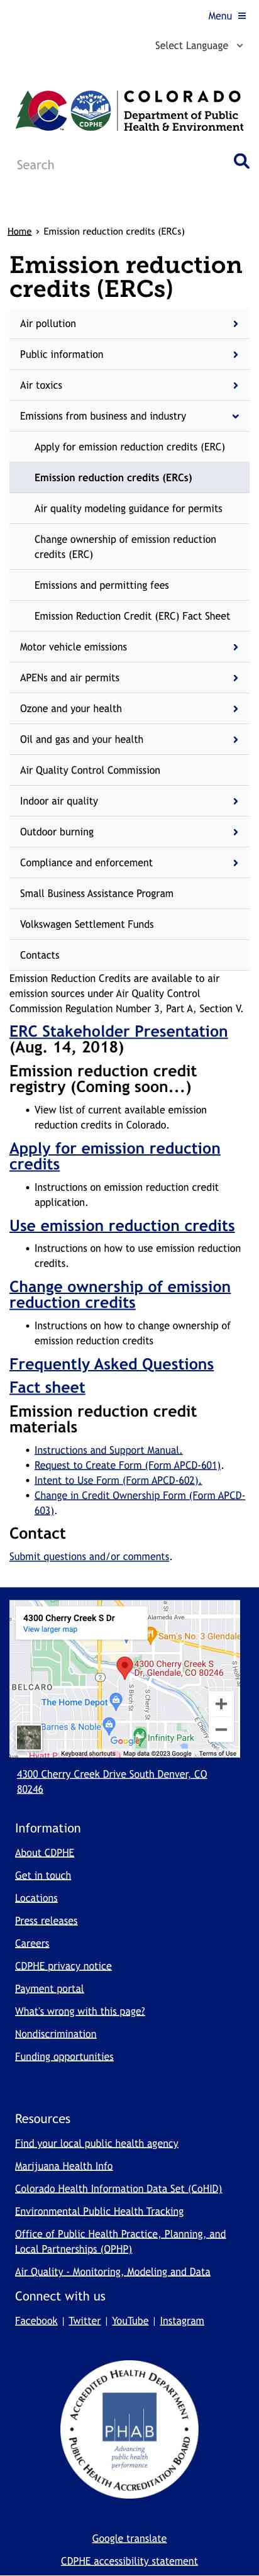 Menu
Select Language
COLORADO
Department of Public
Health & Environment
CDPHE
Search
Home › Emission reduction credits (ERCs)
Emission reduction
credits (ERCs)
Air pollution
Public information
Air toxics
Emissions from business and industry
Apply for emission reduction credits (ERC)
Emission reduction credits (ERCs)
Air quality modeling guidance for permits
Change ownership of emission reduction
credits (ERC)
Emissions and permitting fees
Emission Reduction Credit (ERC) Fact Sheet
Motor vehicle emissions
APENs and air permits
Ozone and your health
Oil and gas and your health
Air Quality Control Commission
Indoor air quality
Outdoor burning
Compliance and enforcement
Small Business Assistance Program
Volkswagen Settlement Funds
Contacts
Emission Reduction Credits are available to air
emission sources under Air Quality Control
Commission Regulation Number 3, Part A, Section V.
ERC Stakeholder Presentation
(Aug. 14, 2018)
Emission reduction credit
registry (Coming soon...)
• View list of current available emission
reduction credits in Colorado.
Apply for emission reduction
credits
• Instructions on emission reduction credit
application.
Use emission reduction credits
• Instructions on how to use emission reduction
credits.
Change ownership of emission
reduction credits
• Instructions on how to change ownership of
emission reduction credits
Frequently Asked Questions
Fact sheet
Emission reduction credit
materials
• Instructions and Support Manual.
• Request to Create Form (Form APCD-601).
• Intent to Use Form (Form APCD-602).
• Change in Credit Ownership Form (Form APCD-
603).
Contact
Submit questions and/or comments.
4300 Cherry Creek S Dr
View larger map
Alameda Ave.
Sam's No. 3 Glendale
4300 Cherry Creek S
Dr, Glendale, CO 80246
BELCARO
The Home Depot
Barnes & Noble
Infinity Park
Google
Hyatt P
Keyboard shortcuts
Map data ©2023 Google
Terms of Use
4300 Cherry Creek Drive South Denver, CO
80246
Information
About CDPHE
Get in touch
Locations
Press releases
Careers
CDPHE privacy notice
Payment portal
What's wrong with this page?
Nondiscrimination
Funding opportunities
Resources
Find your local public health agency
Marijuana Health Info
Colorado Health Information Data Set (CoHID)
Environmental Public Health Tracking
Office of Public Health Practice, Planning, and
Local Partnerships (OPHP)
Air Quality - Monitoring, Modeling and Data
Connect with us
Facebook | Twitter | YouTube | Instagram
ACCREDITED HEALTH DEPARTMENT
PHAB
Advancing
public health
performance
PUBLIC HEALTH ACCREDITATION BOARD
Google translate
CDPHE accessibility statement